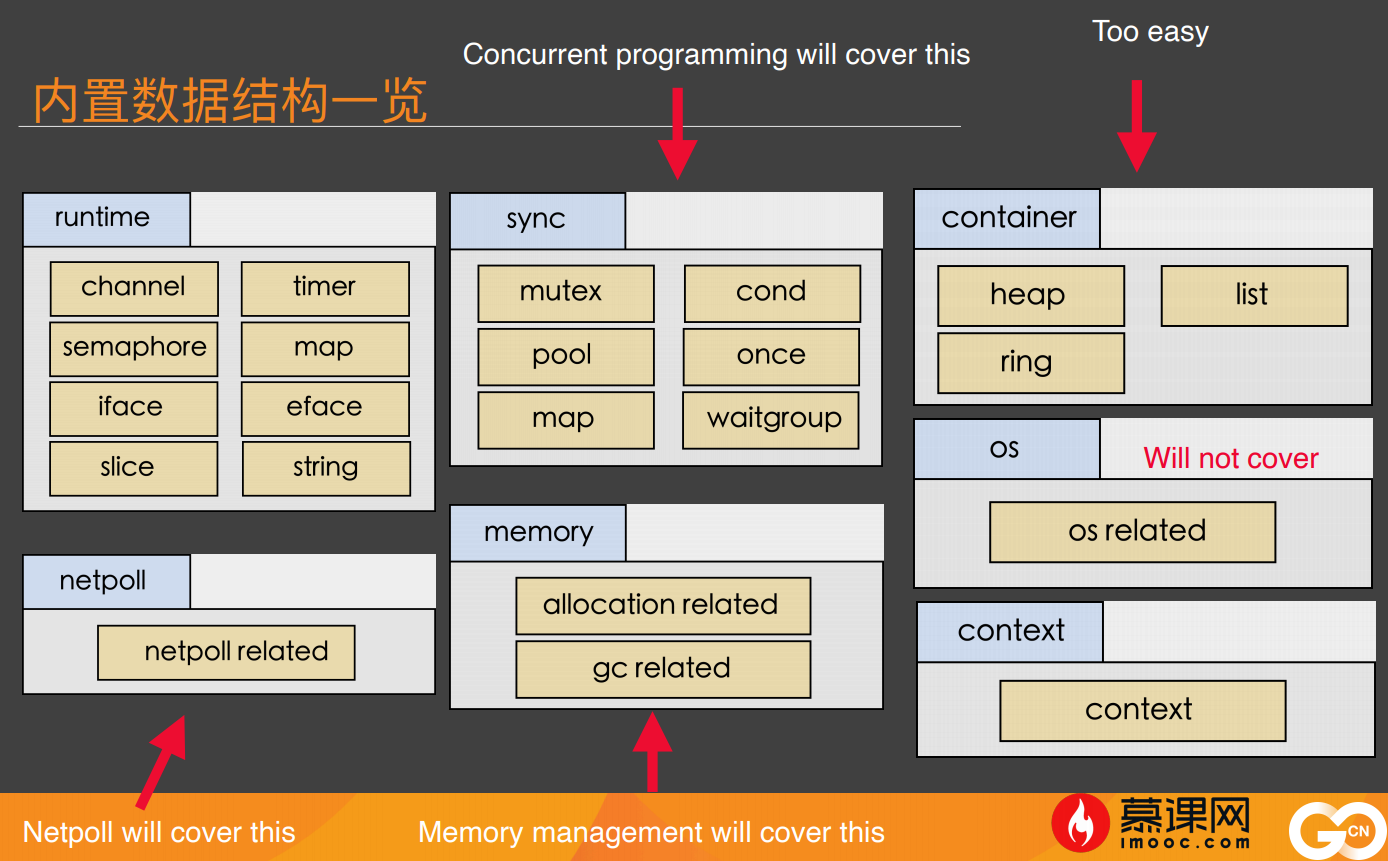 Concurrent programming will cover this
Too easy
内置数据结构一览
runtime
channel
timer
semaphore
map
iface
eface
slice
string
netpoll
netpoll related
Netpoll will cover this
sync
mutex
cond
pool
once
map
waitgroup
memory
allocation related
gc related
Memory management will cover this
container
heap
list
ring
os
Will not cover
os related
context
context
慕课网
imooc.com
GO CN